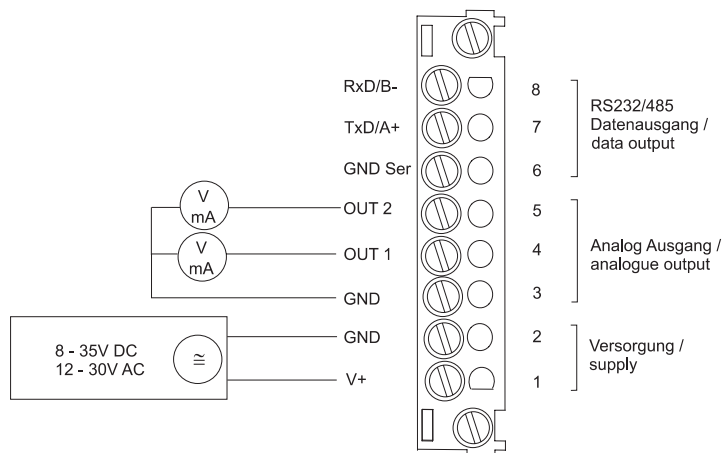 RxD/B-
8
TxD/A+
7
GND Ser
6
RS232/485
Datenausgang /
data output
V
mA
OUT 2
5
V
mA
OUT 1
4
GND
3
Analog Ausgang /
analogue output
8 - 35V DC
12 - 30V AC
≅
GND
2
V+
1
Versorgung /
supply